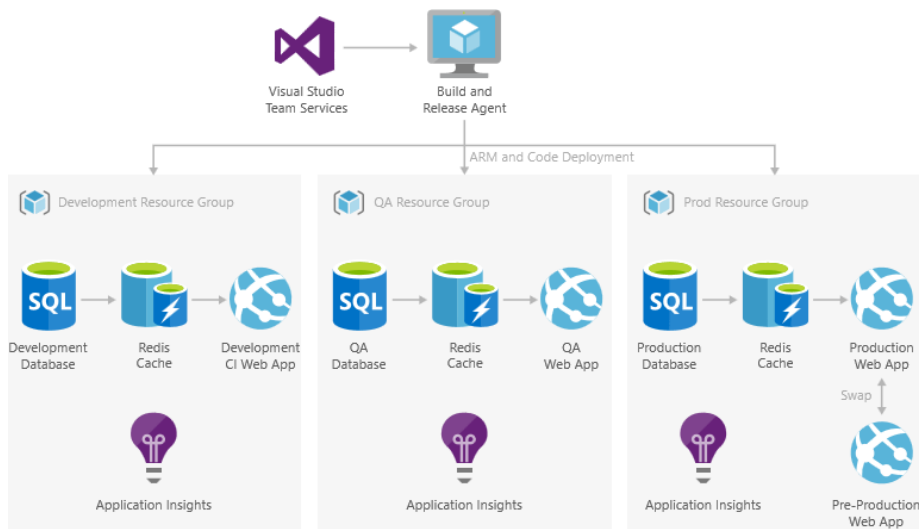 Visual Studio
Team Services
Build and
Release Agent
ARM and Code Deployment
Development Resource Group
SQL
Development
Database
Redis
Cache
Development
CI Web App
Application Insights
QA Resource Group
SQL
QA
Database
Redis
Cache
QA
Web App
Application Insights
Prod Resource Group
SQL
Production
Database
Redis
Cache
Production
Web App
Swap
Application Insights
Pre-Production
Web App